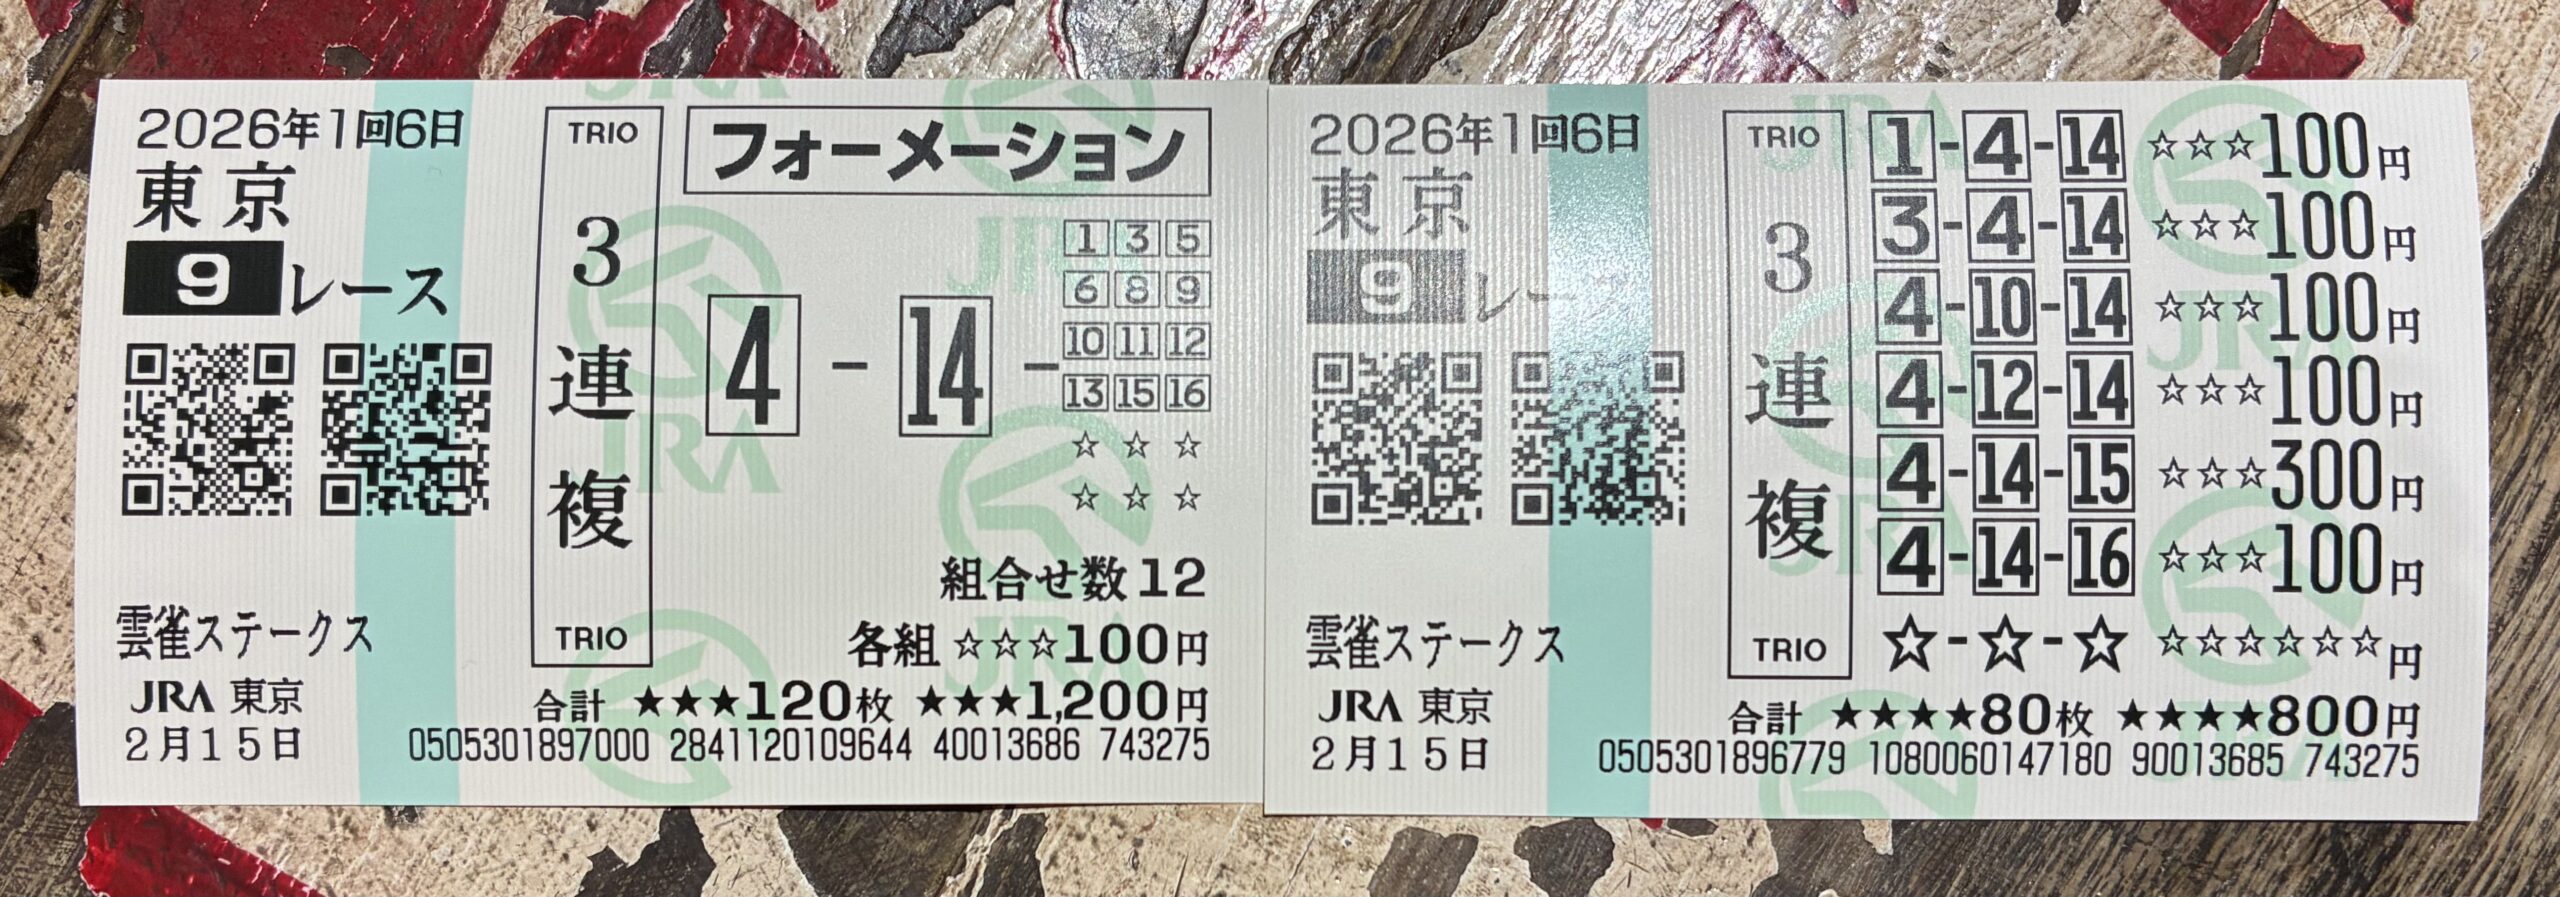 2026年1回6日
東京
9レース
雲雀ステークス
JRA 東京
2月15日
TRIO
3連複
TRIO
フォーメーション
4 - 14 -
1 3 5
6 8 9
10 11 12
13 15 16
☆ ☆ ☆
☆ ☆ ☆
組合せ数12
各組 ☆☆☆100円
合計 ★★★120枚 ★★★1,200円
0505301897000 2841120109644 40013686 743275
2026年1回6日
東京
9レース
雲雀ステークス
JRA 東京
2月15日
TRIO
3連複
TRIO
1-4-14 ☆☆☆100円
3-4-14 ☆☆☆100円
4-10-14 ☆☆☆100円
4-12-14 ☆☆☆100円
4-14-15 ☆☆☆300円
4-14-16 ☆☆☆100円
☆-☆-☆ ☆☆☆☆☆☆円
合計 ★★★★80枚 ★★★★800円
0505301896779 1080060147180 90013685 743275